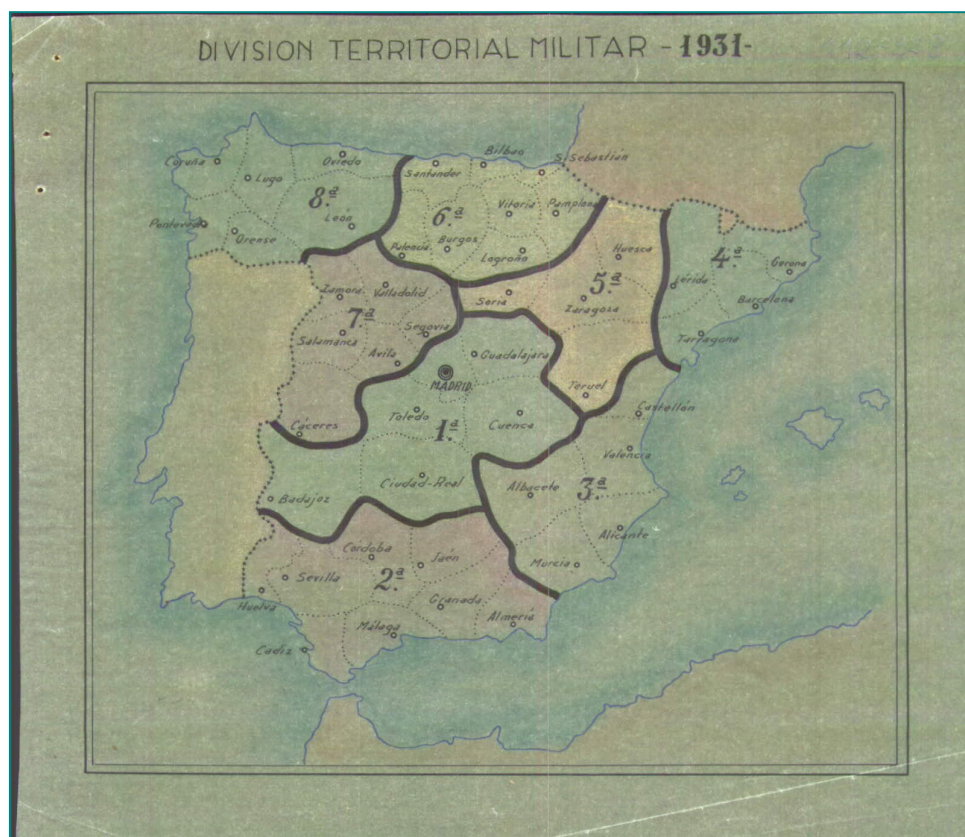 DIVISION TERRITORIAL MILITAR - 1931-
Coruña
Oviedo
Santander
Bilbao
S. Sebastián
Lugo
8.ª
6.ª
Vitoria
Pamplona
Pontevedra
Orense
León
Palencia
Burgos
Logroño
Huesca
4.ª
Gerona
Zamora
Valladolid
Soria
5.ª
Zaragoza
Lérida
Barcelona
7.ª
Salamanca
Segovia
Tarragona
Avila
Guadalajara
MADRID
Teruel
Castellón
Cáceres
Toledo
1.ª
Cuenca
Valencia
Badajoz
Ciudad-Real
Albacete
3.ª
Alicante
Córdoba
Jaén
Murcia
Sevilla
2.ª
Huelva
Granada
Almería
Málaga
Cadiz